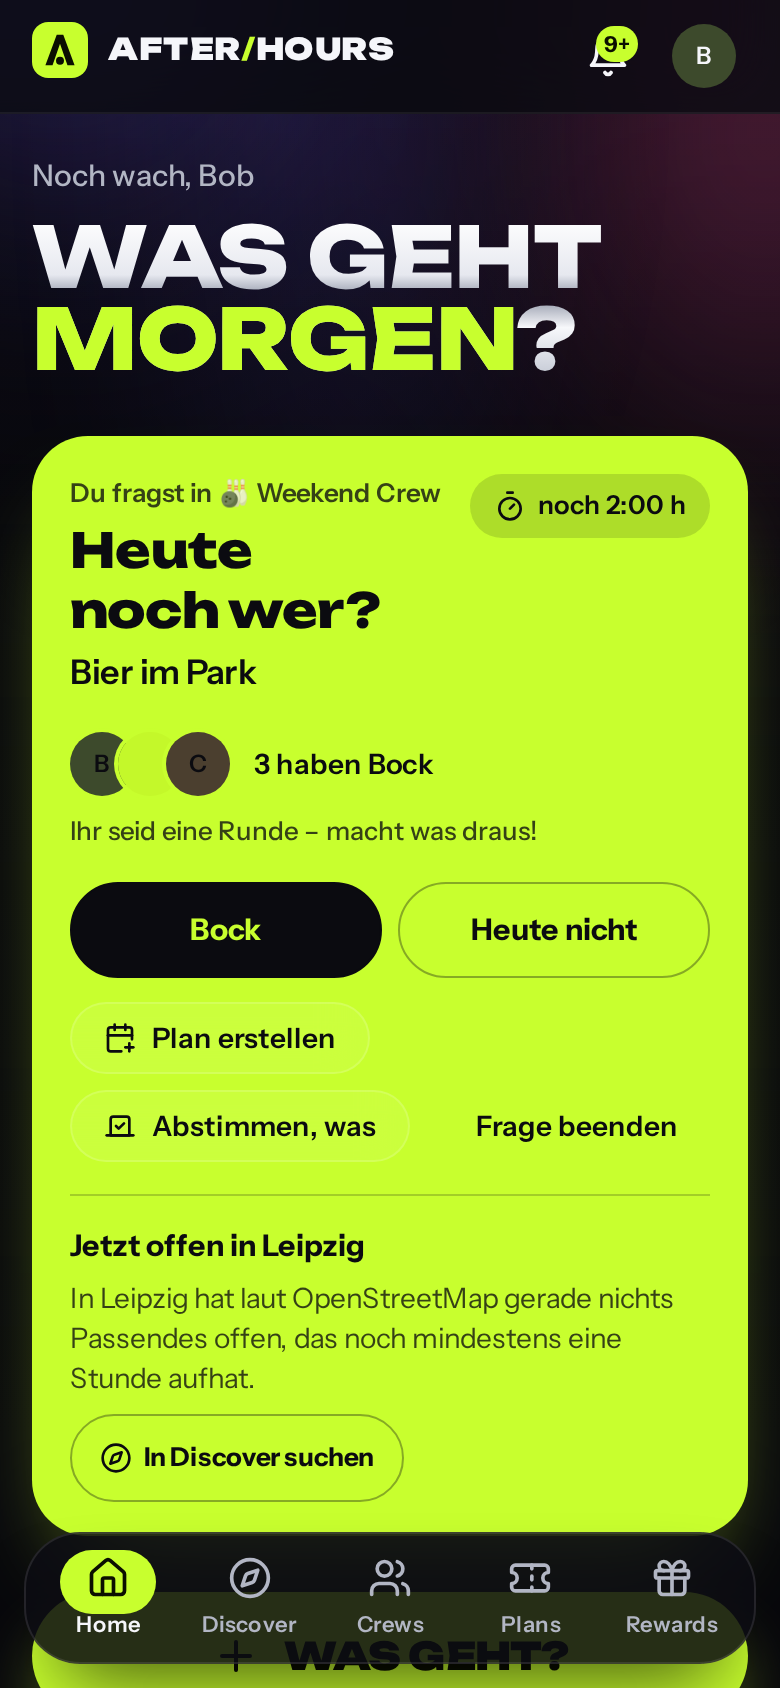 AFTER/HOURS
9+
B
Noch wach, Bob
WAS GEHT
MORGEN?
Du fragst in Weekend Crew
noch 2:00 h
Heute
noch wer?
Bier im Park
B
C
3 haben Bock
Ihr seid eine Runde – macht was draus!
Bock
Heute nicht
Plan erstellen
Abstimmen, was
Frage beenden
Jetzt offen in Leipzig
In Leipzig hat laut OpenStreetMap gerade nichts
Passendes offen, das noch mindestens eine
Stunde aufhat.
In Discover suchen
Home
Discover
Crews
Plans
Rewards
WAS GEHT?